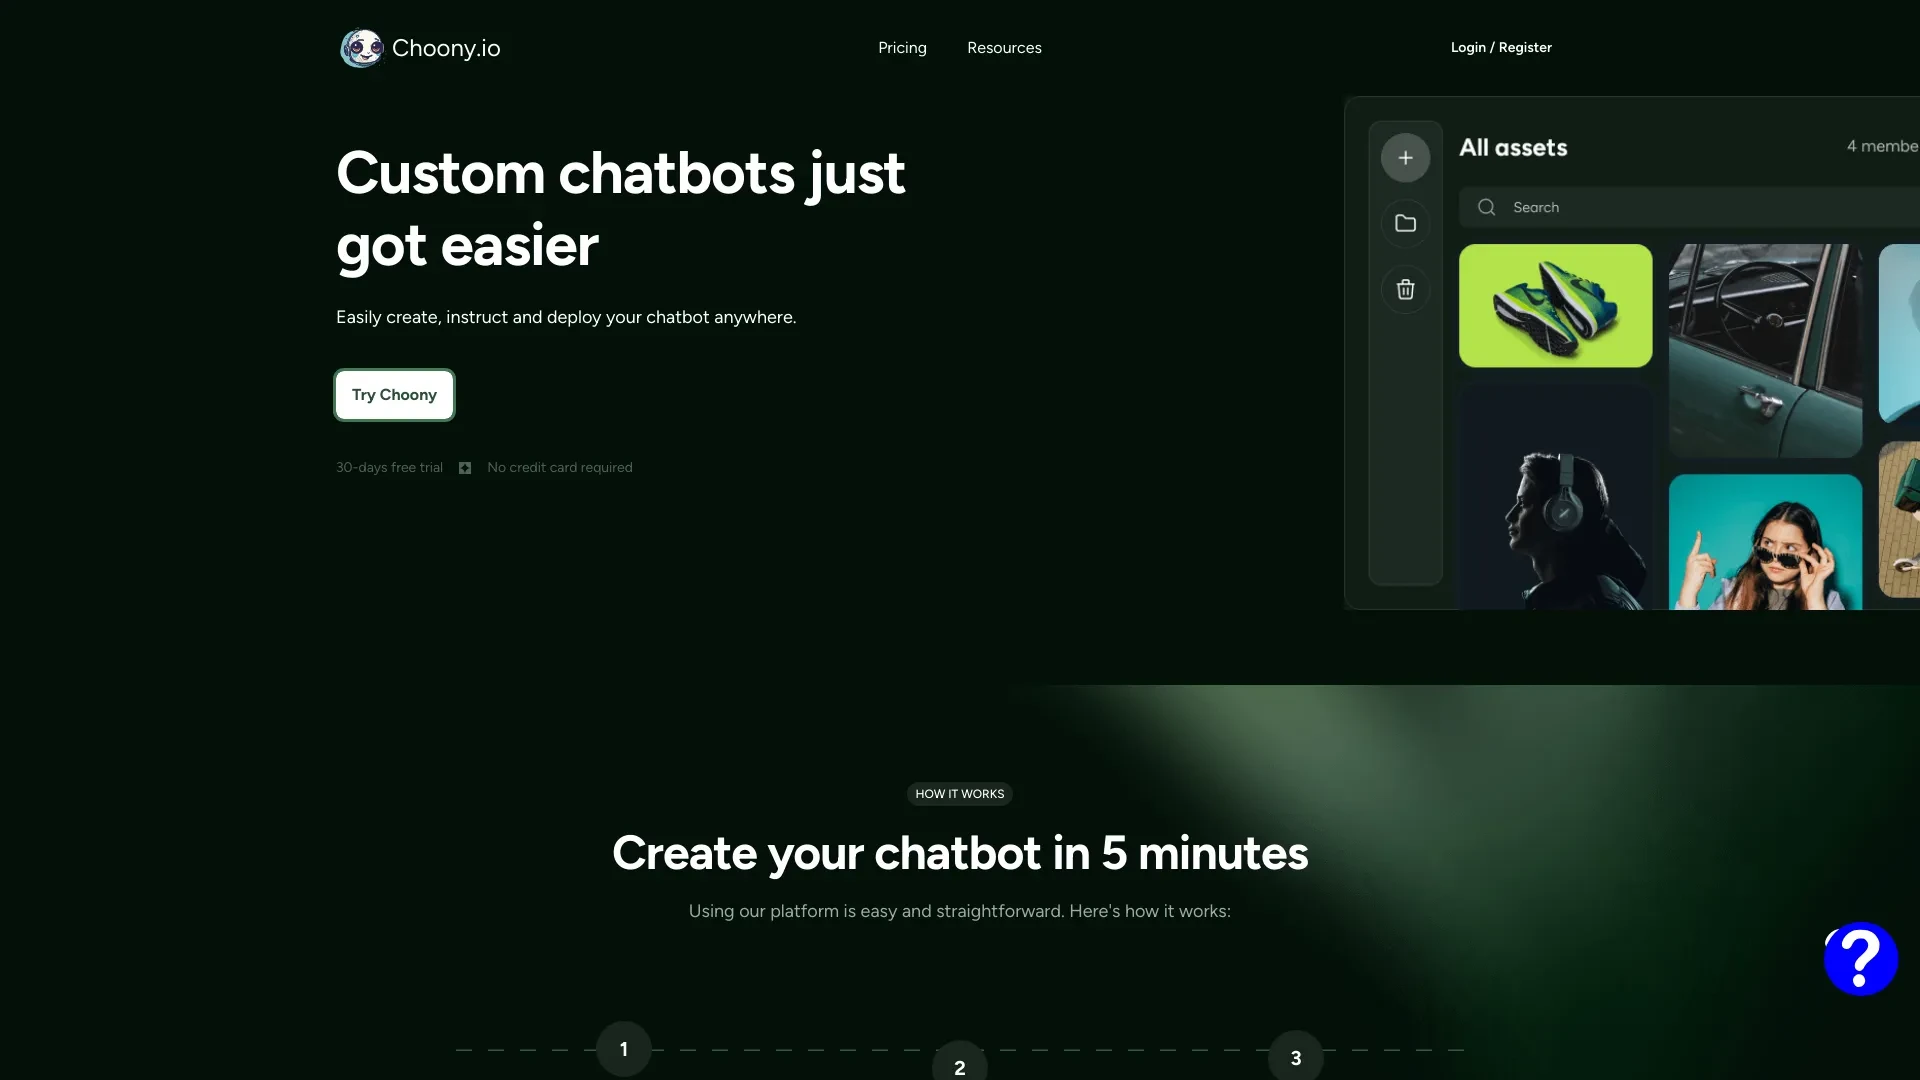 Choony.io
Pricing
Resources
Login / Register
Custom chatbots just
got easier
Easily create, instruct and deploy your chatbot anywhere.
Try Choony
30-days free trial
No credit card required
All assets
4 membe
Search
HOW IT WORKS
Create your chatbot in 5 minutes
Using our platform is easy and straightforward. Here's how it works:
1
2
3
?